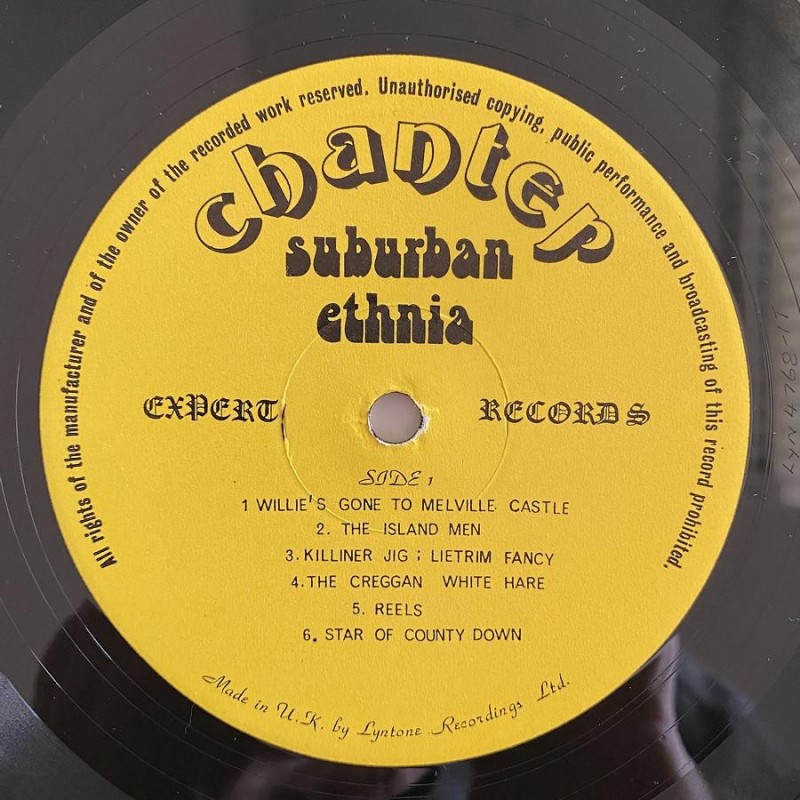 All rights of the manufacturer and of the owner of the recorded work reserved. Unauthorised copying, public performance and broadcasting of this record prohibited.
chanter
suburban
ethnia
EXPERT RECORDS
SIDE 1
1 WILLIE'S GONE TO MELVILLE CASTLE
2. THE ISLAND MEN
3. KILLINER JIG ; LIETRIM FANCY
4. THE CREGGAN WHITE HARE
5. REELS
6. STAR OF COUNTY DOWN
Made in U.K. by Lyntone Recordings Ltd.